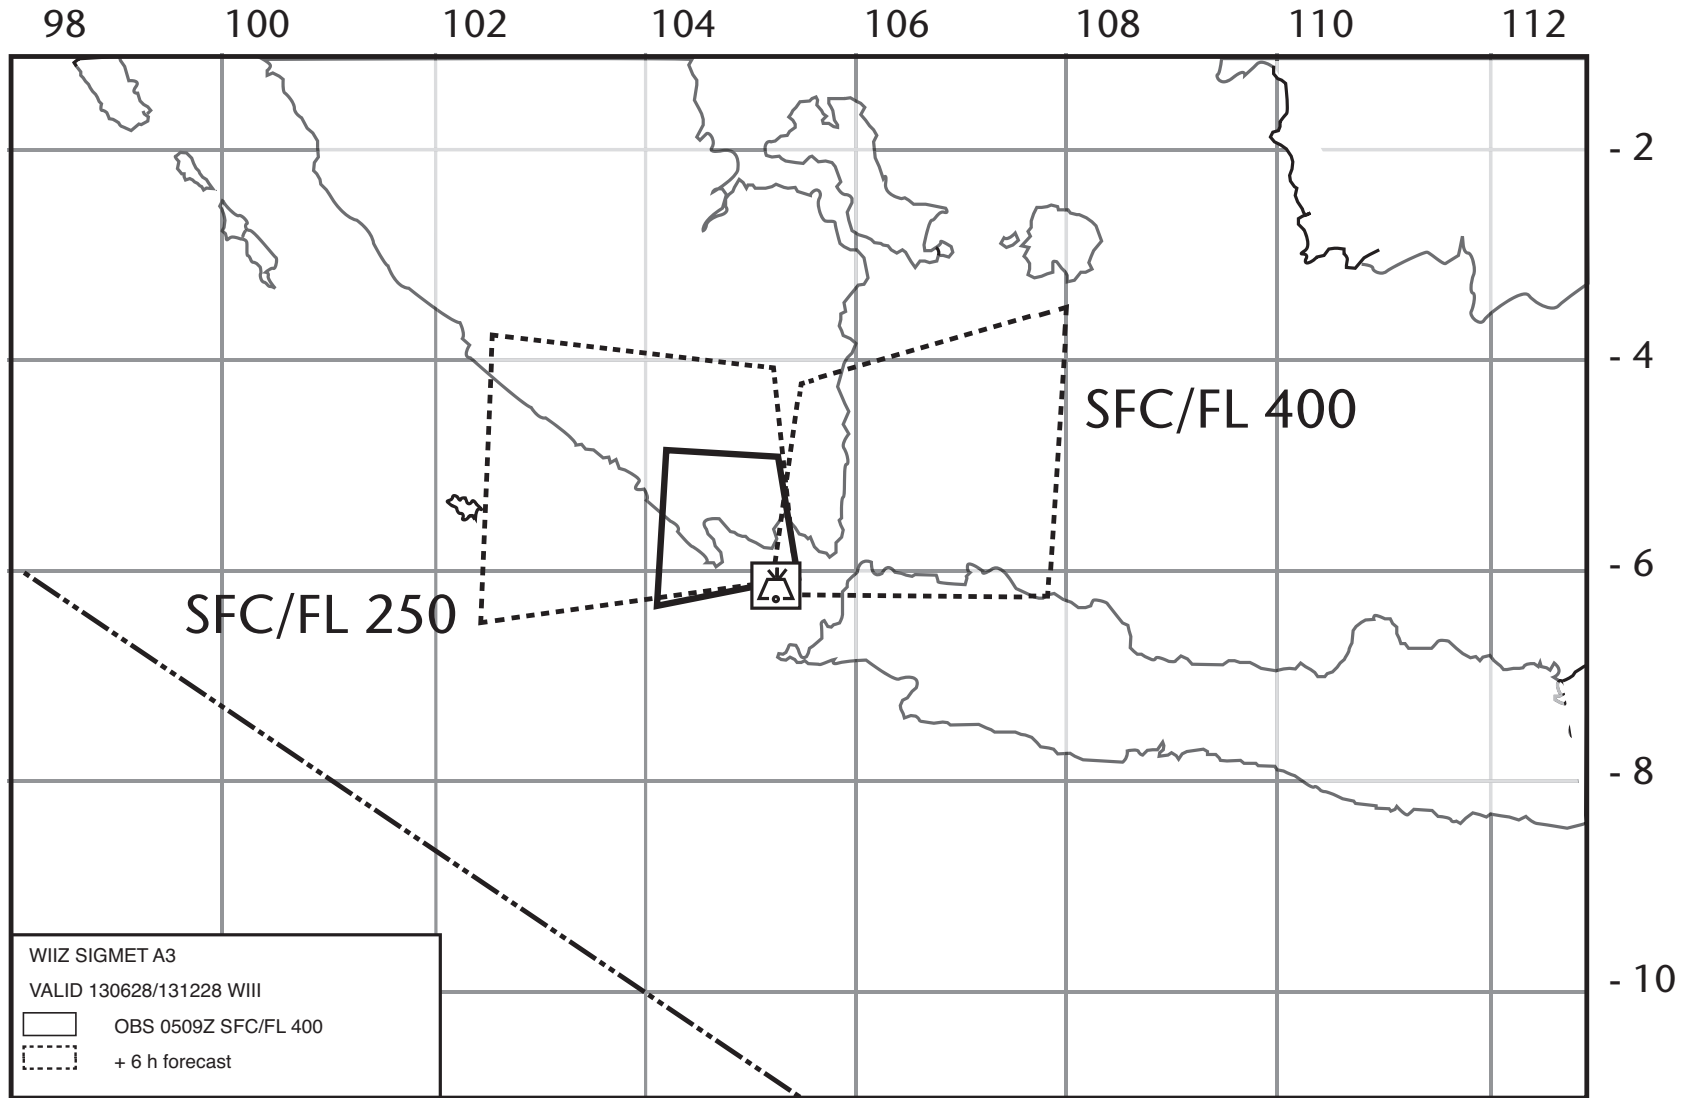 98 100 102 104 106 108 110 112
- 2
- 4
SFC/FL 400
- 6
SFC/FL 250
- 8
- 10
WIIZ SIGMET A3
VALID 130628/131228 WIII
OBS 0509Z SFC/FL 400
+ 6 h forecast